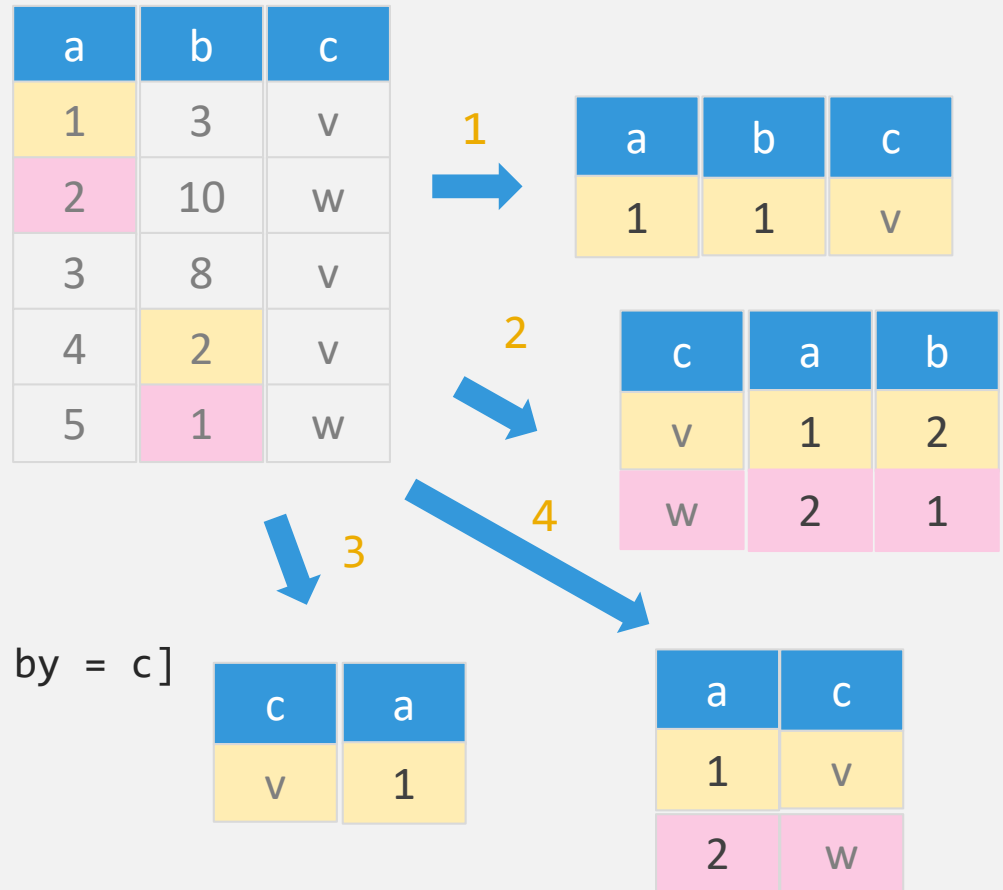 a b c
1 3 v
2 10 w
3 8 v
4 2 v
5 1 w
1
a b c
1 1 v
2
c a b
v 1 2
w 2 1
3
by = c]
c a
v 1
4
a c
1 v
2 w